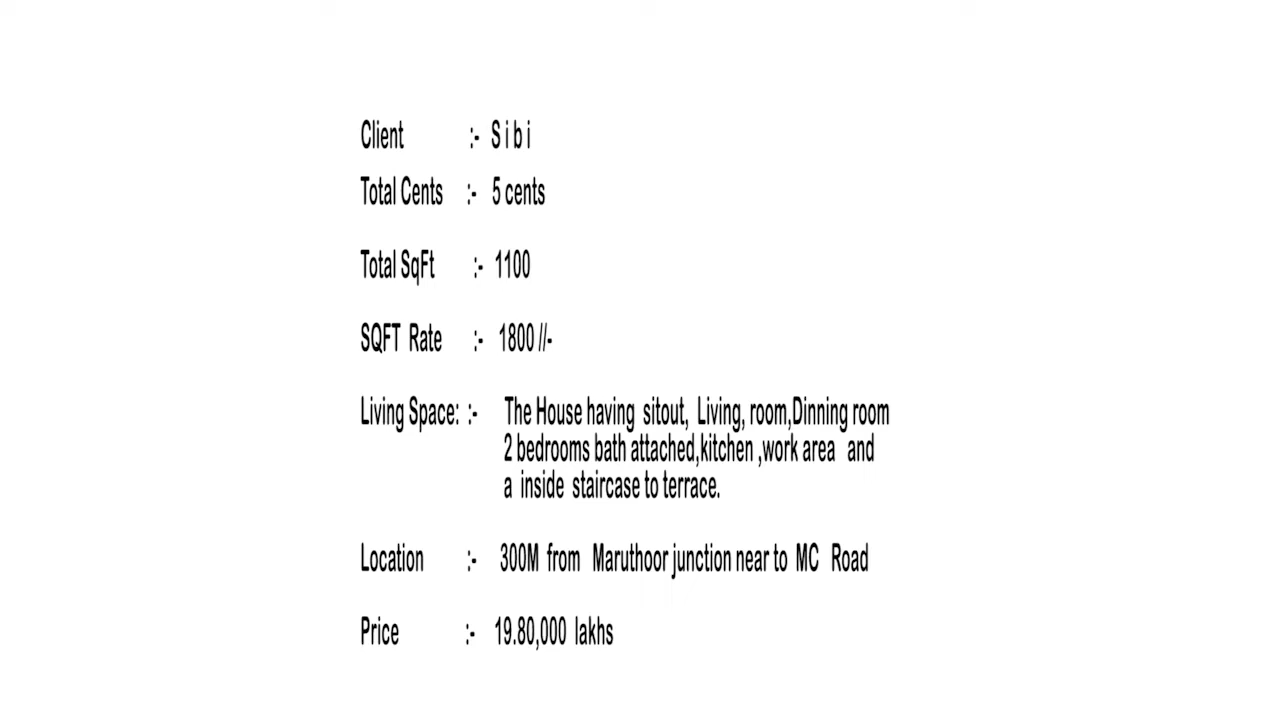 Client :- S i b i
Total Cents :- 5 cents
Total SqFt :- 1100
SQFT Rate :- 1800 //-
Living Space: :- The House having sitout, Living, room,Dinning room
2 bedrooms bath attached,kitchen ,work area and
a inside staircase to terrace.
Location :- 300M from Maruthoor junction near to MC Road
Price :- 19.80,000 lakhs